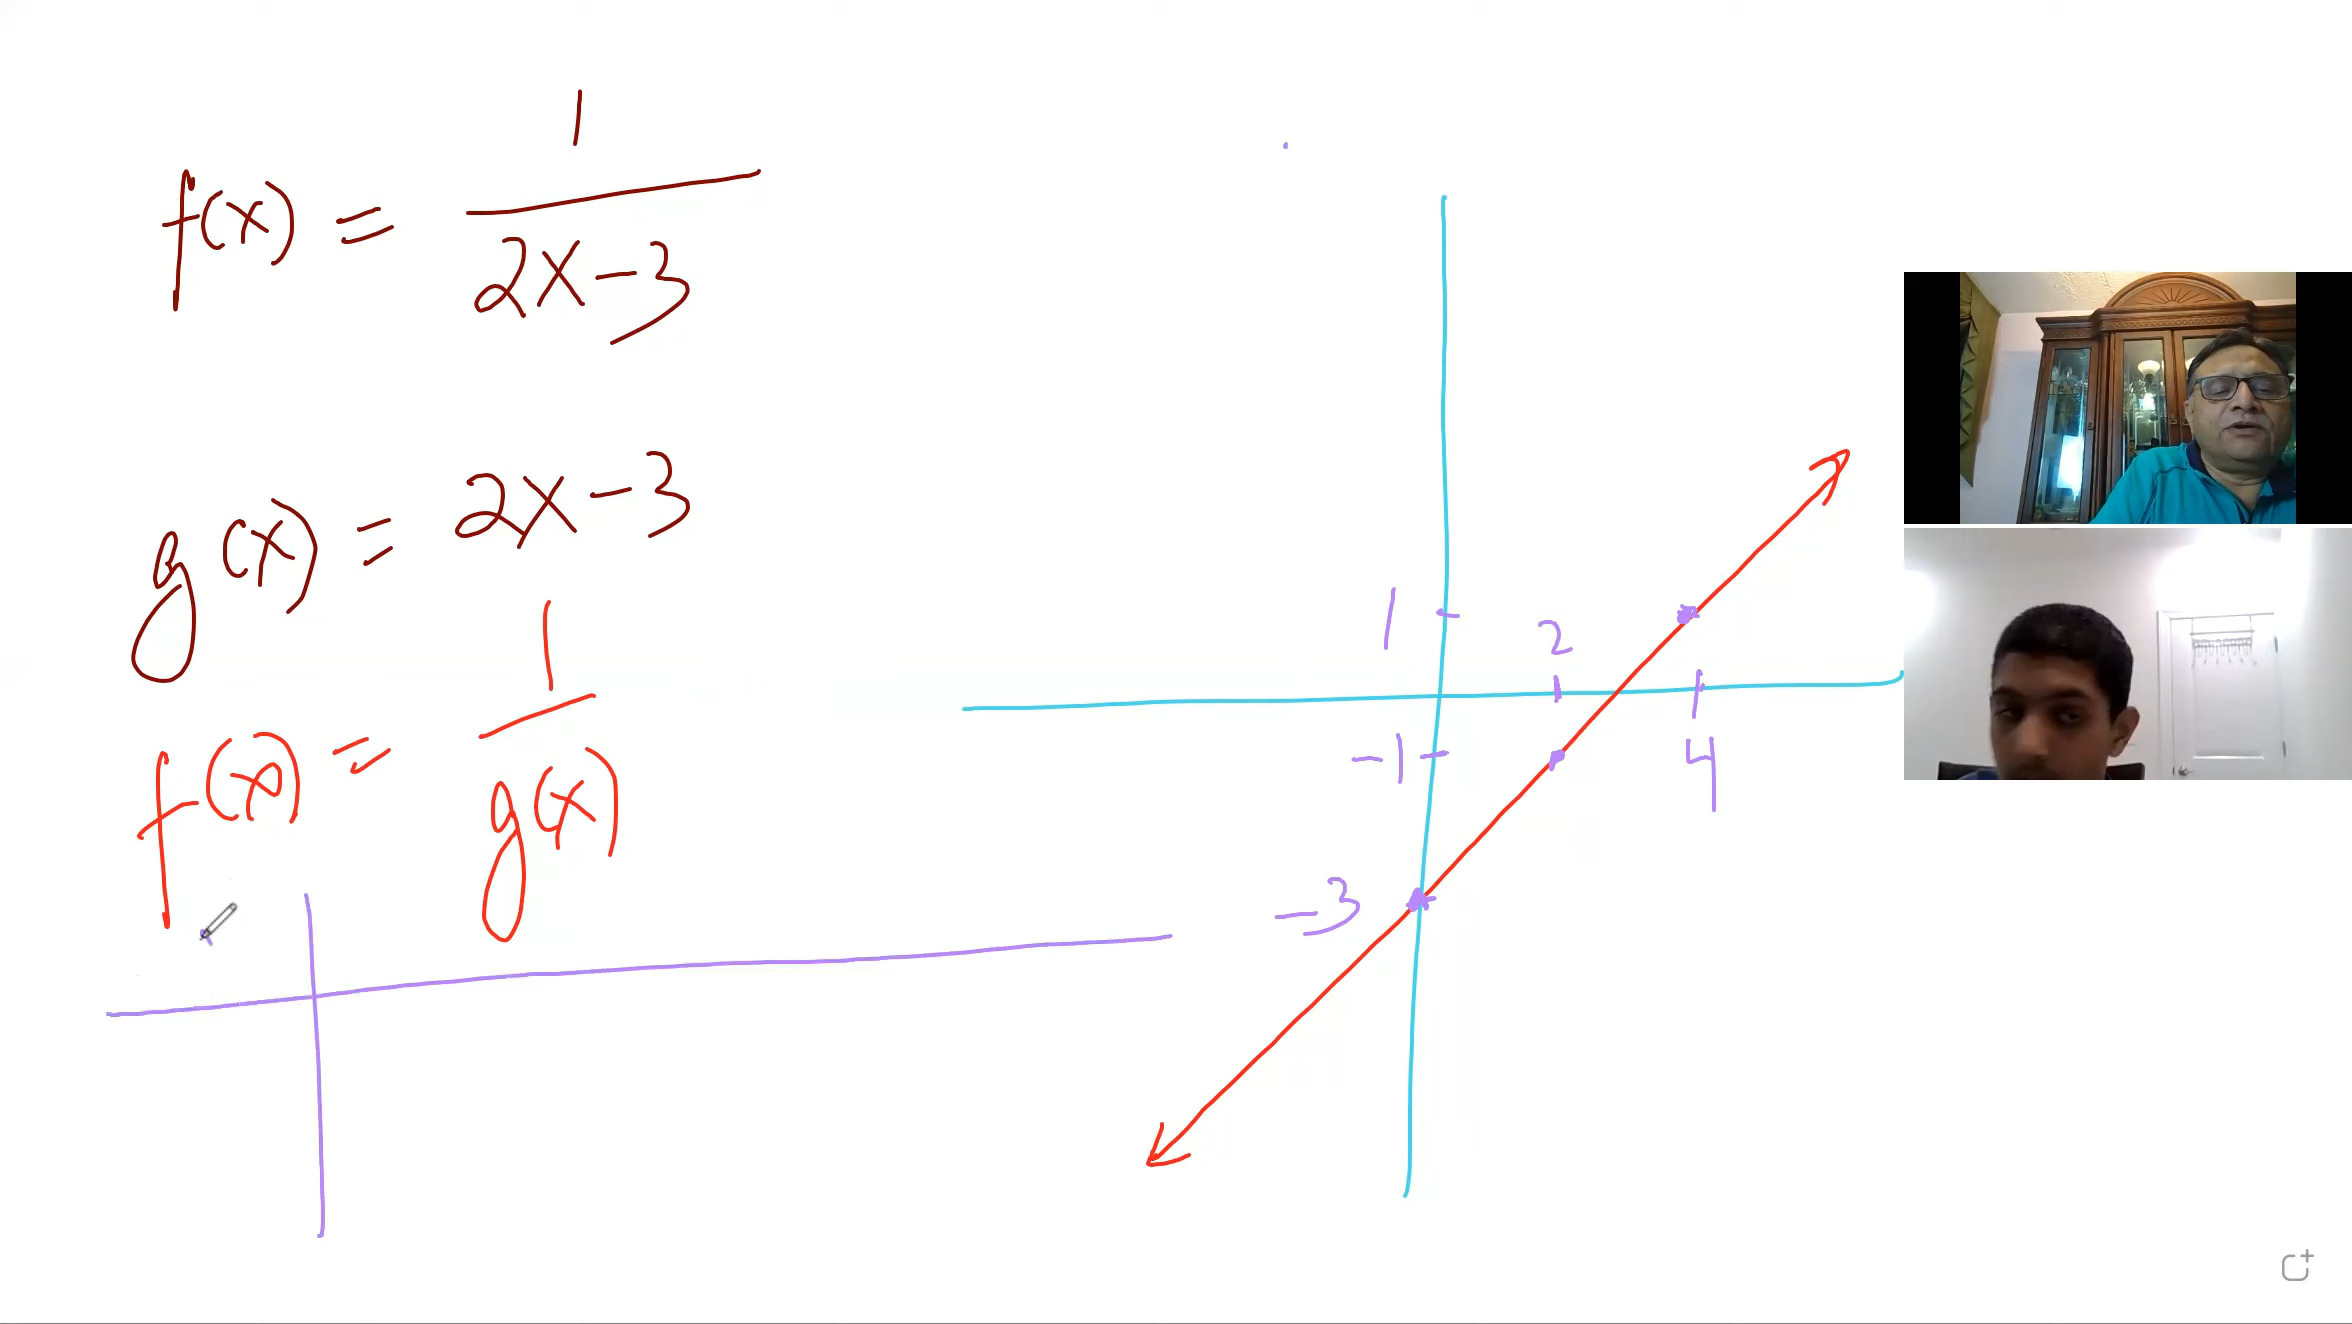 f(x) = 1/(2x-3)
g(x) = 2x-3
f(x) = 1/g(x)
1
2
-1
4
-3